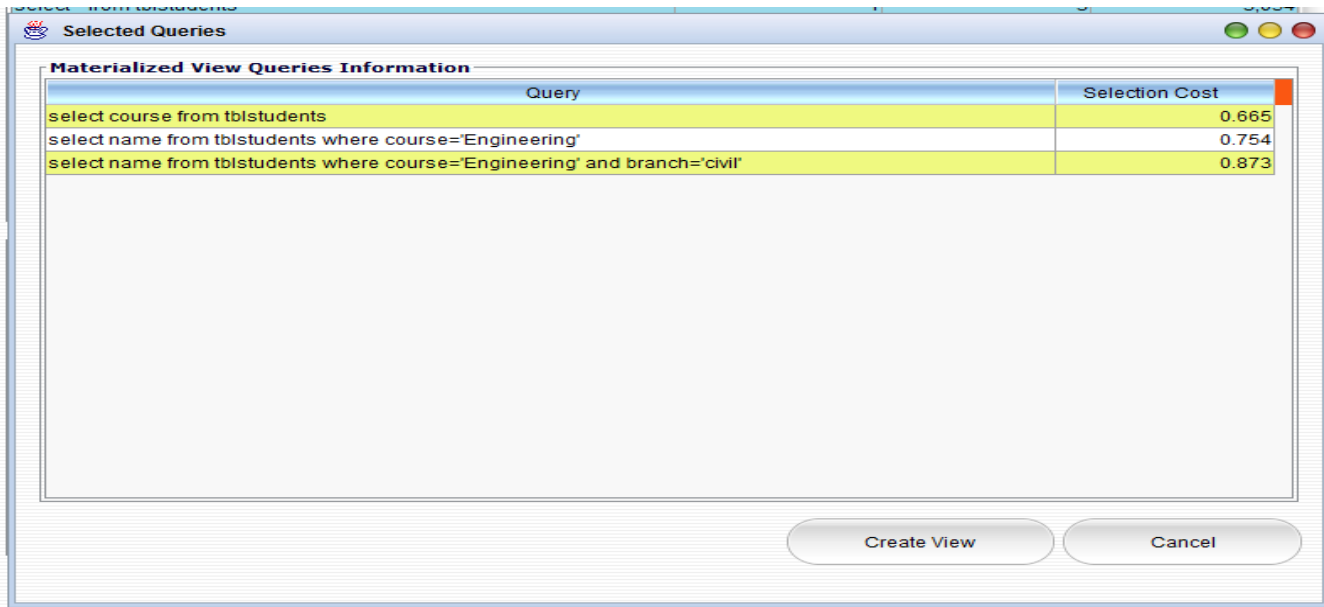 from tblstudents
Selected Queries
Materialized View Queries Information
Query Selection Cost
select course from tblstudents 0.665
select name from tblstudents where course='Engineering' 0.754
select name from tblstudents where course='Engineering' and branch='civil' 0.873
Create View Cancel